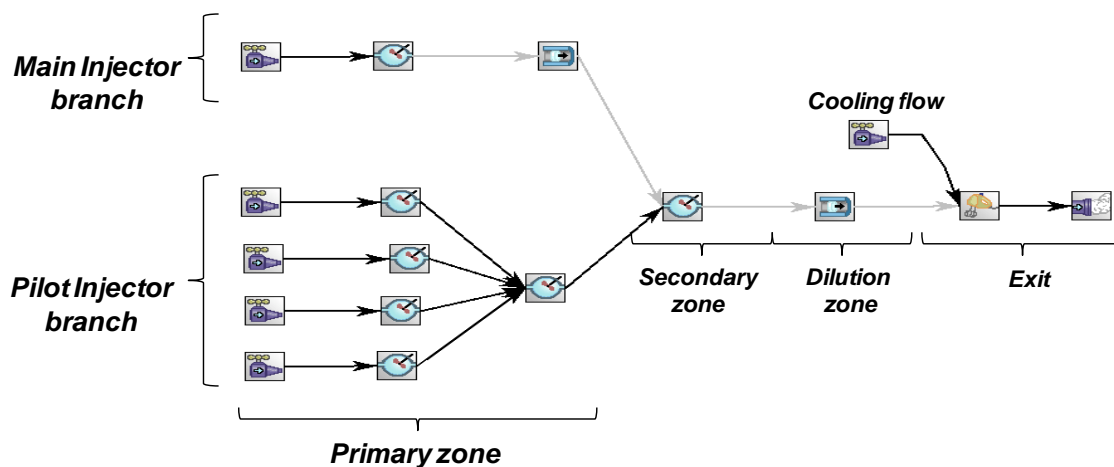 Main Injector
branch
Cooling flow
Pilot Injector
branch
Secondary
zone
Dilution
zone
Exit
Primary zone